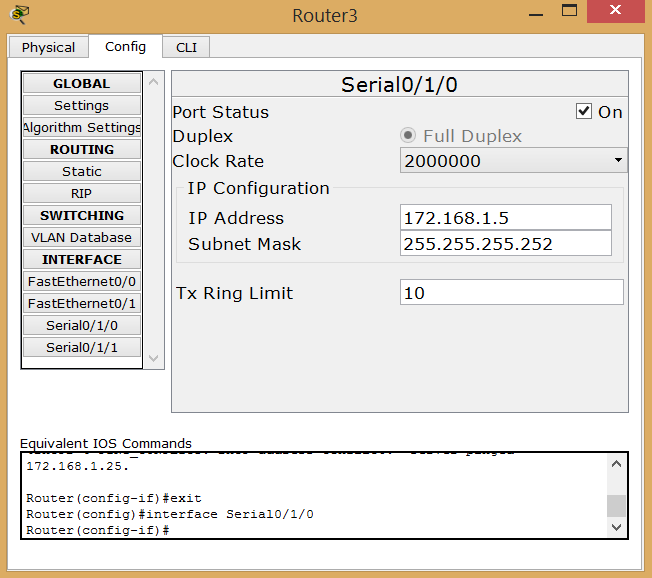 Router3
Physical
Config
CLI
GLOBAL
Settings
Algorithm Settings
ROUTING
Static
RIP
SWITCHING
VLAN Database
INTERFACE
FastEthernet0/0
FastEthernet0/1
Serial0/1/0
Serial0/1/1
Serial0/1/0
Port Status
On
Duplex
Full Duplex
Clock Rate
2000000
IP Configuration
IP Address
172.168.1.5
Subnet Mask
255.255.255.252
Tx Ring Limit
10
Equivalent IOS Commands
172.168.1.25.
Router(config-if)#exit
Router(config)#interface Serial0/1/0
Router(config-if)#